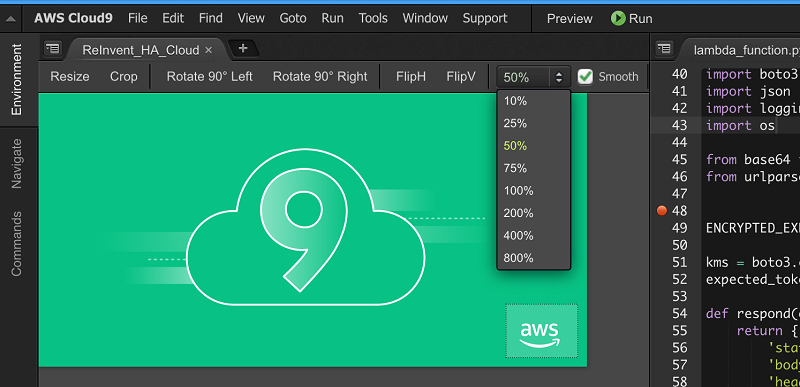 AWS Cloud9 File Edit Find View Goto Run Tools Window Support Preview Run
Environment
Navigate
Commands
ReInvent_HA_Cloud × +
Resize Crop Rotate 90° Left Rotate 90° Right FlipH FlipV 50% Smooth
10%
25%
50%
75%
100%
200%
400%
800%
9
aws
lambda_function.py
40 import boto3
41 import json
42 import loggin
43 import os
44
45 from base64
46 from urlpars
47
48
49 ENCRYPTED_EX
50
51 kms = boto3.
52 expected_tok
53
54 def respond(
55 return {
56 'sta
57 'bod
58 'hea